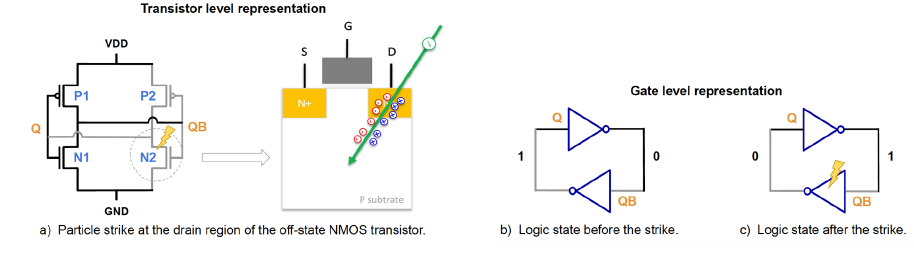 Transistor level representation
VDD
P1
P2
Q
QB
N1
N2
GND
G
S
D
i
N+
P subtrate
a) Particle strike at the drain region of the off-state NMOS transistor.
Gate level representation
Q
1
0
QB
b) Logic state before the strike.
Q
0
1
QB
c) Logic state after the strike.